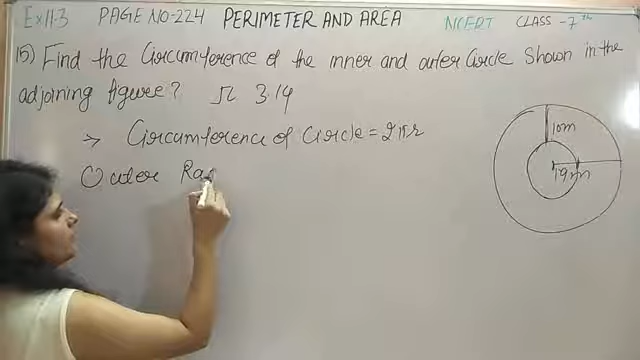 Ex 11.3 PAGE NO-224 PERIMETER AND AREA NCERT CLASS-7th
15) Find the Circumference of the inner and outer Circle Shown in the
adjoining figure? π 3.14
→ Circumference of Circle = 2πr
10m
Outer Rad
19m